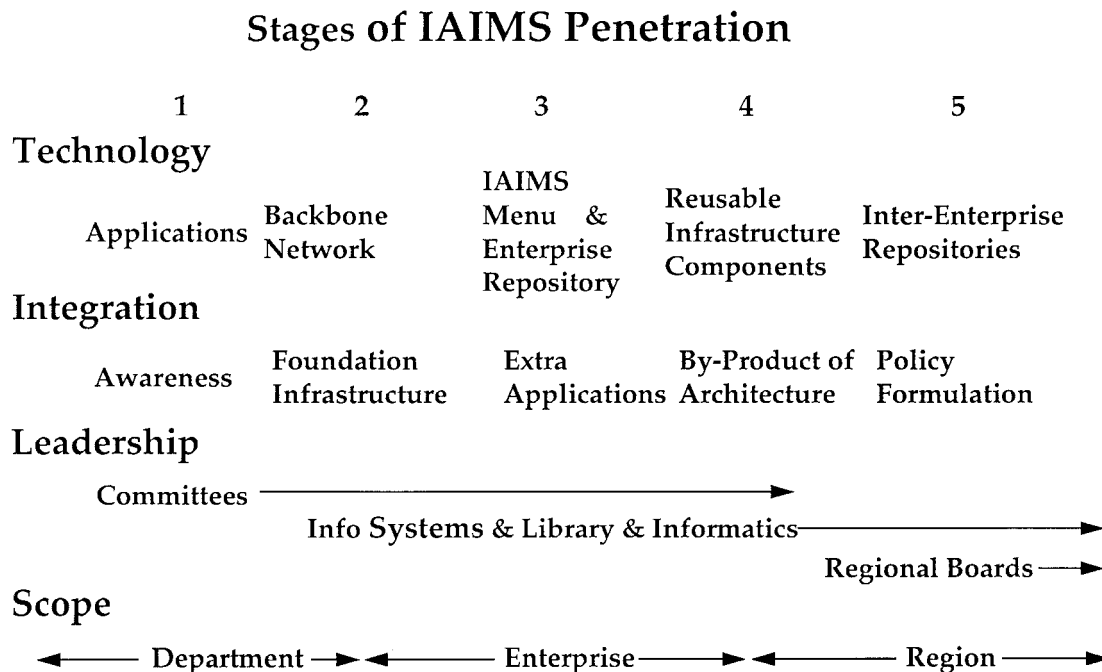 Stages of IAIMS Penetration
1 2 3 4 5
Technology
Applications
Backbone
Network
IAIMS
Menu &
Enterprise
Repository
Reusable
Infrastructure
Components
Inter-Enterprise
Repositories
Integration
Awareness
Foundation
Infrastructure
Extra
Applications
By-Product of
Architecture
Policy
Formulation
Leadership
Committees
Info Systems & Library & Informatics
Regional Boards
Scope
Department Enterprise Region